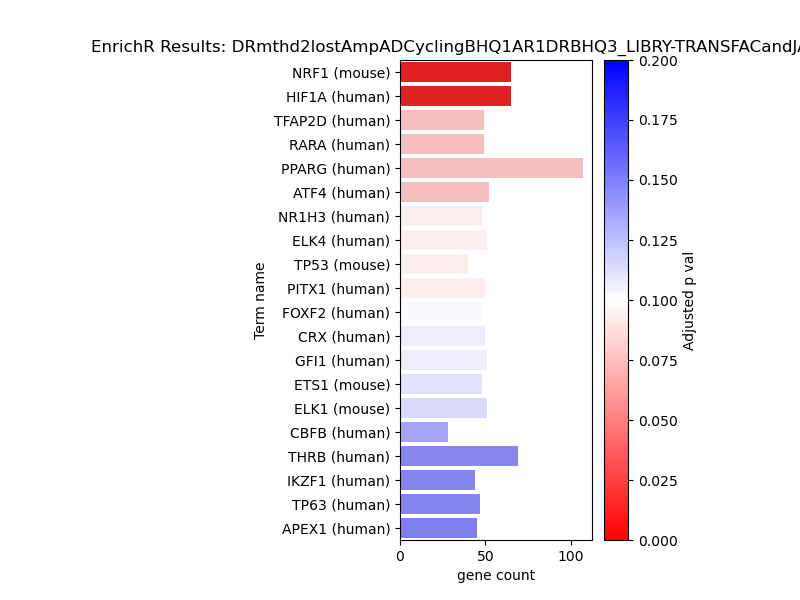 EnrichR Results: DRmthd2lostAmpADCyclingBHQ1AR1DRBHQ3_LIBRY-TRANSFACandJA
NRF1 (mouse)
HIF1A (human)
TFAP2D (human)
RARA (human)
PPARG (human)
ATF4 (human)
NR1H3 (human)
ELK4 (human)
TP53 (mouse)
PITX1 (human)
FOXF2 (human)
CRX (human)
GFI1 (human)
ETS1 (mouse)
ELK1 (mouse)
CBFB (human)
THRB (human)
IKZF1 (human)
TP63 (human)
APEX1 (human)
Term name
0 50 100
gene count
0.200
0.175
0.150
0.125
0.100
0.075
0.050
0.025
0.000
Adjusted p val